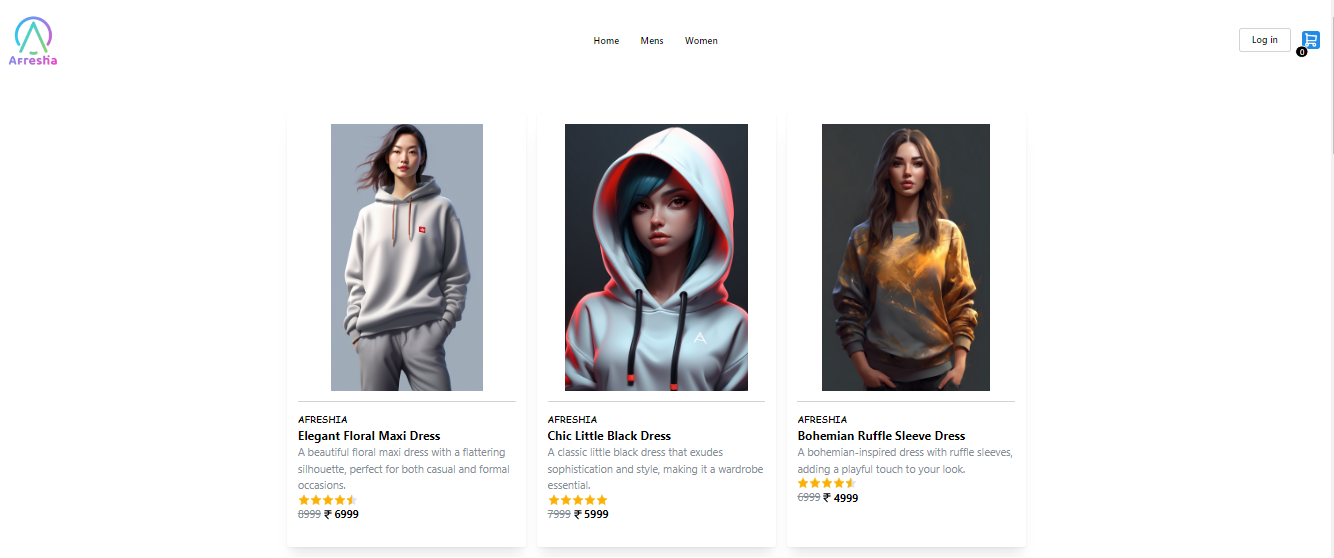 Afreshia
Home Mens Women
Log in
0
AFRESHIA
Elegant Floral Maxi Dress
A beautiful floral maxi dress with a flattering
silhouette, perfect for both casual and formal
occasions.
8999 ₹ 6999
AFRESHIA
Chic Little Black Dress
A classic little black dress that exudes
sophistication and style, making it a wardrobe
essential.
7999 ₹ 5999
AFRESHIA
Bohemian Ruffle Sleeve Dress
A bohemian-inspired dress with ruffle sleeves,
adding a playful touch to your look.
6999 ₹ 4999